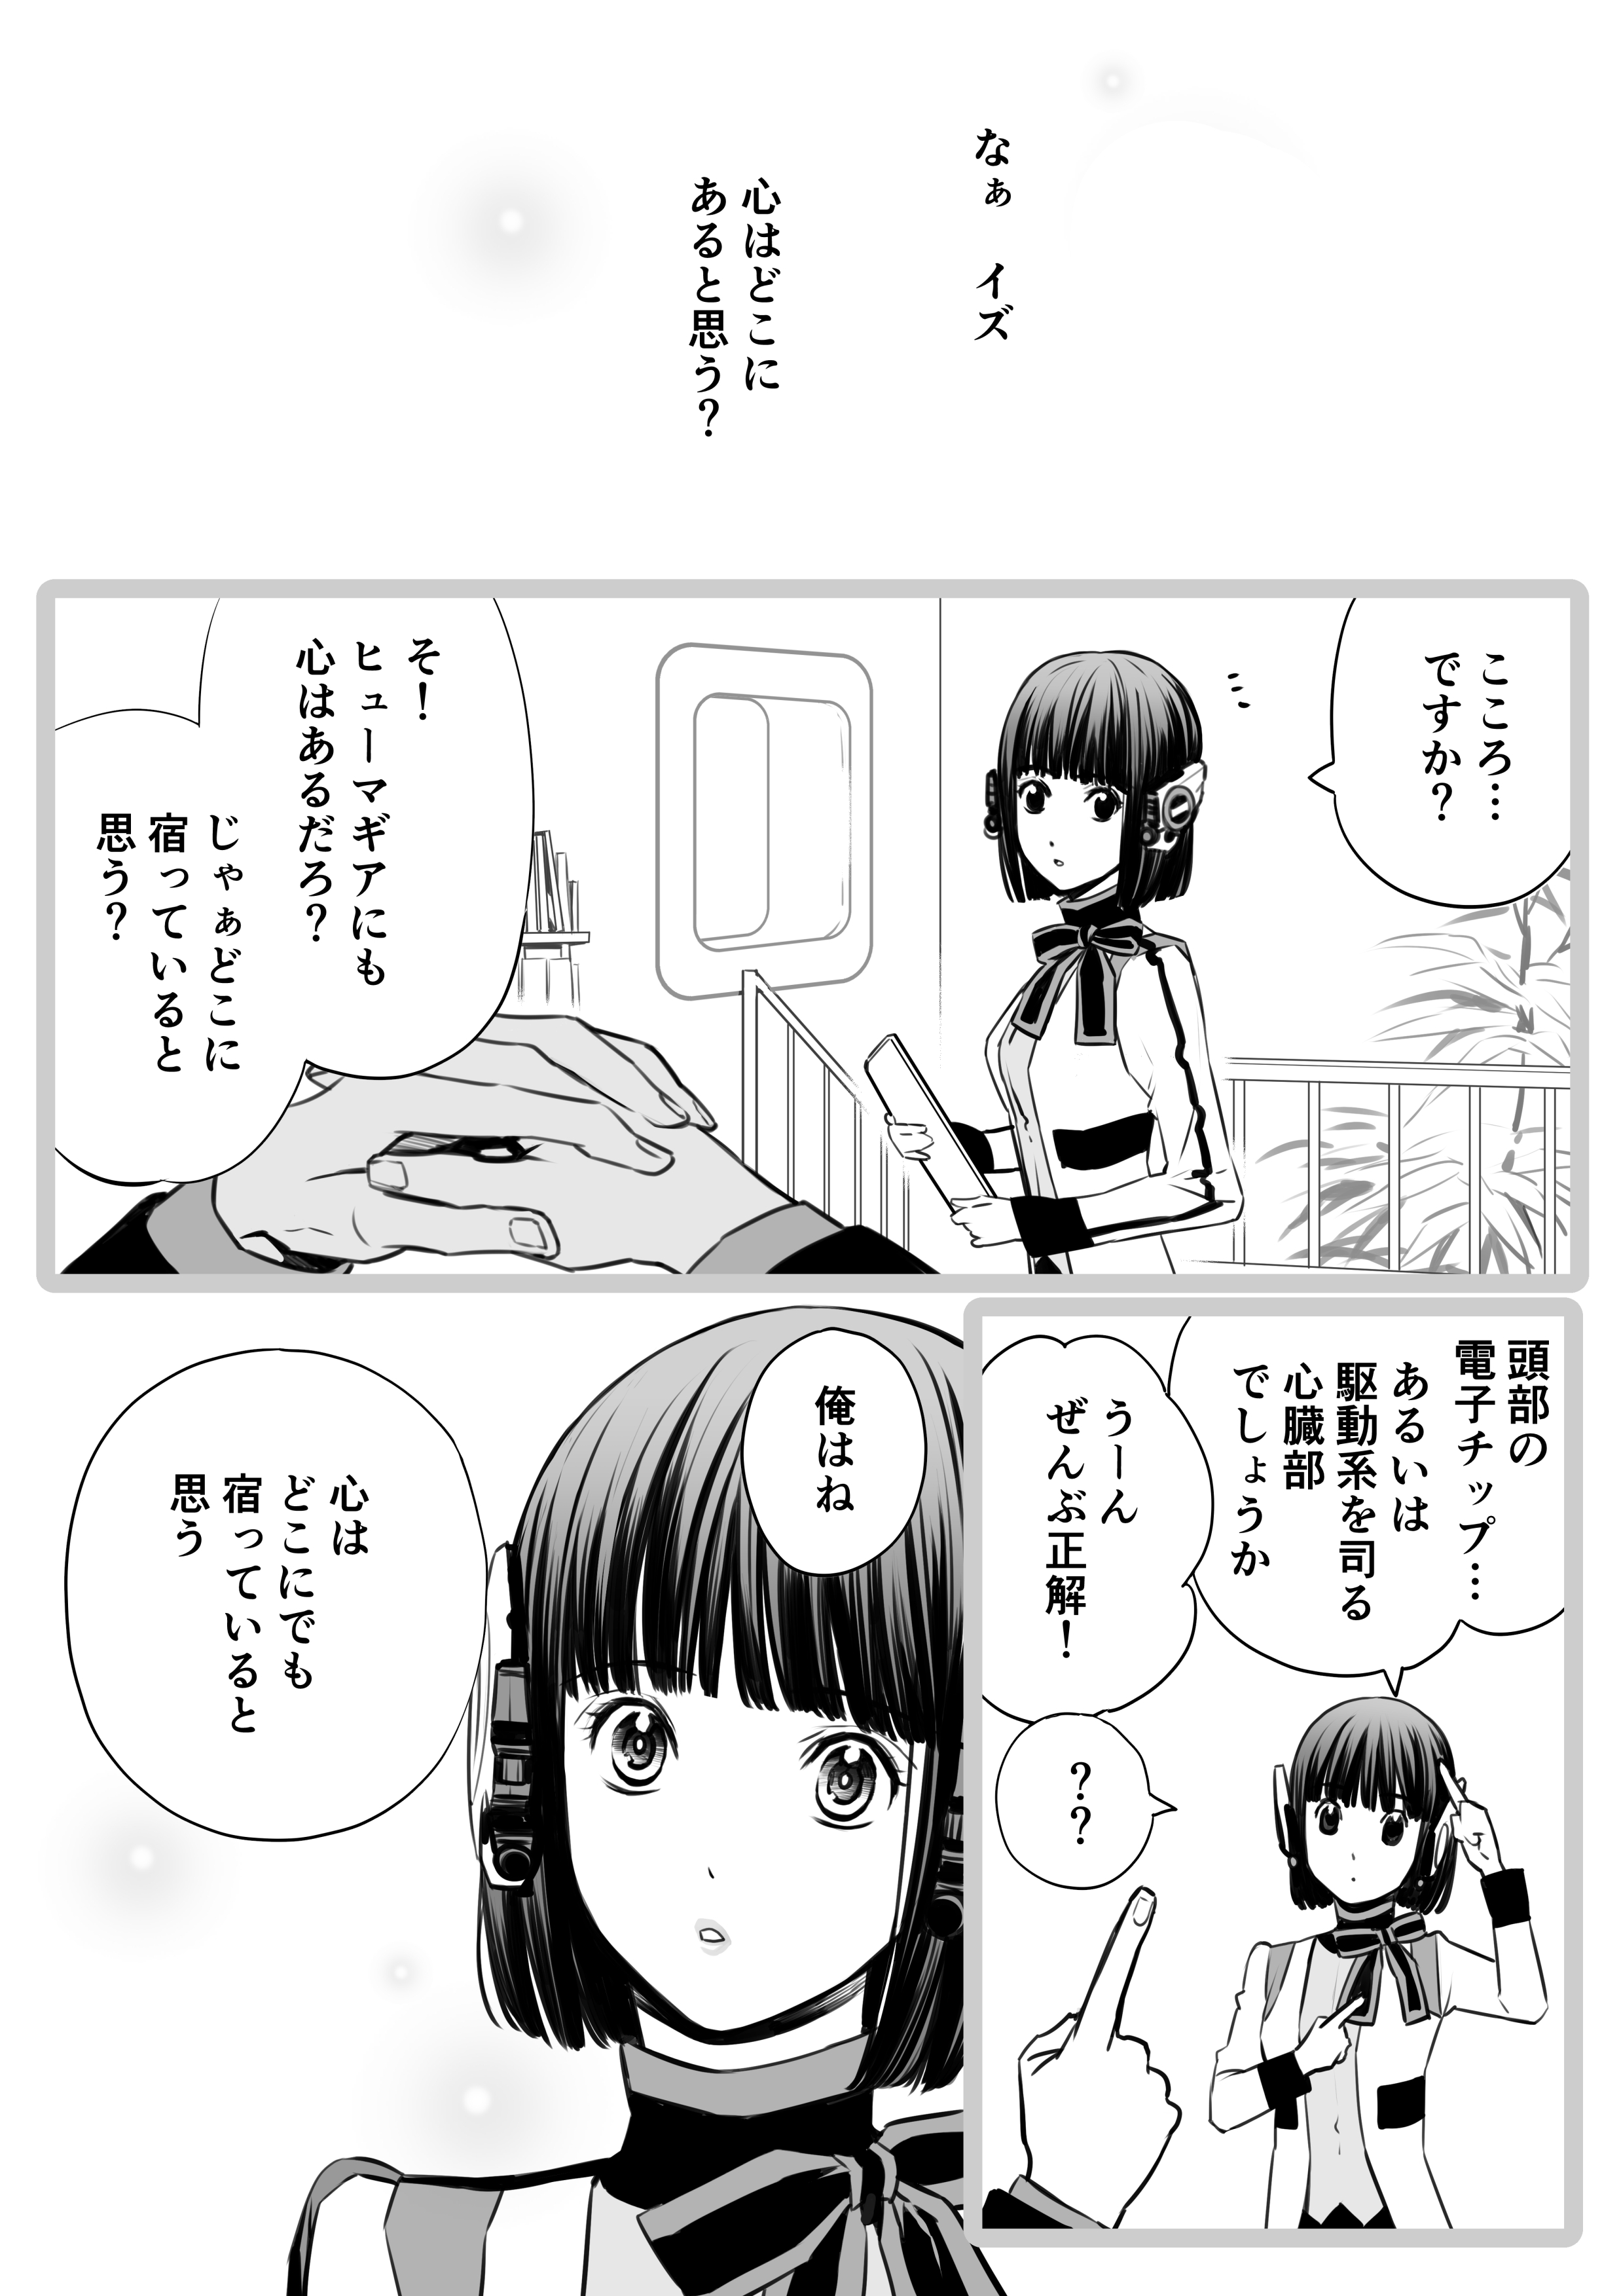 なぁ　イズ
心はどこに
あると思う？
こころ…
ですか？
そ！
ヒューマギアにも
心はあるだろ？
じゃぁどこに
宿っていると
思う？
頭部の
電子チップ…
あるいは
駆動系を司る
心臓部
でしょうか
うーん
ぜんぶ正解！
？？
俺はね
心は
どこにでも
宿っていると
思う